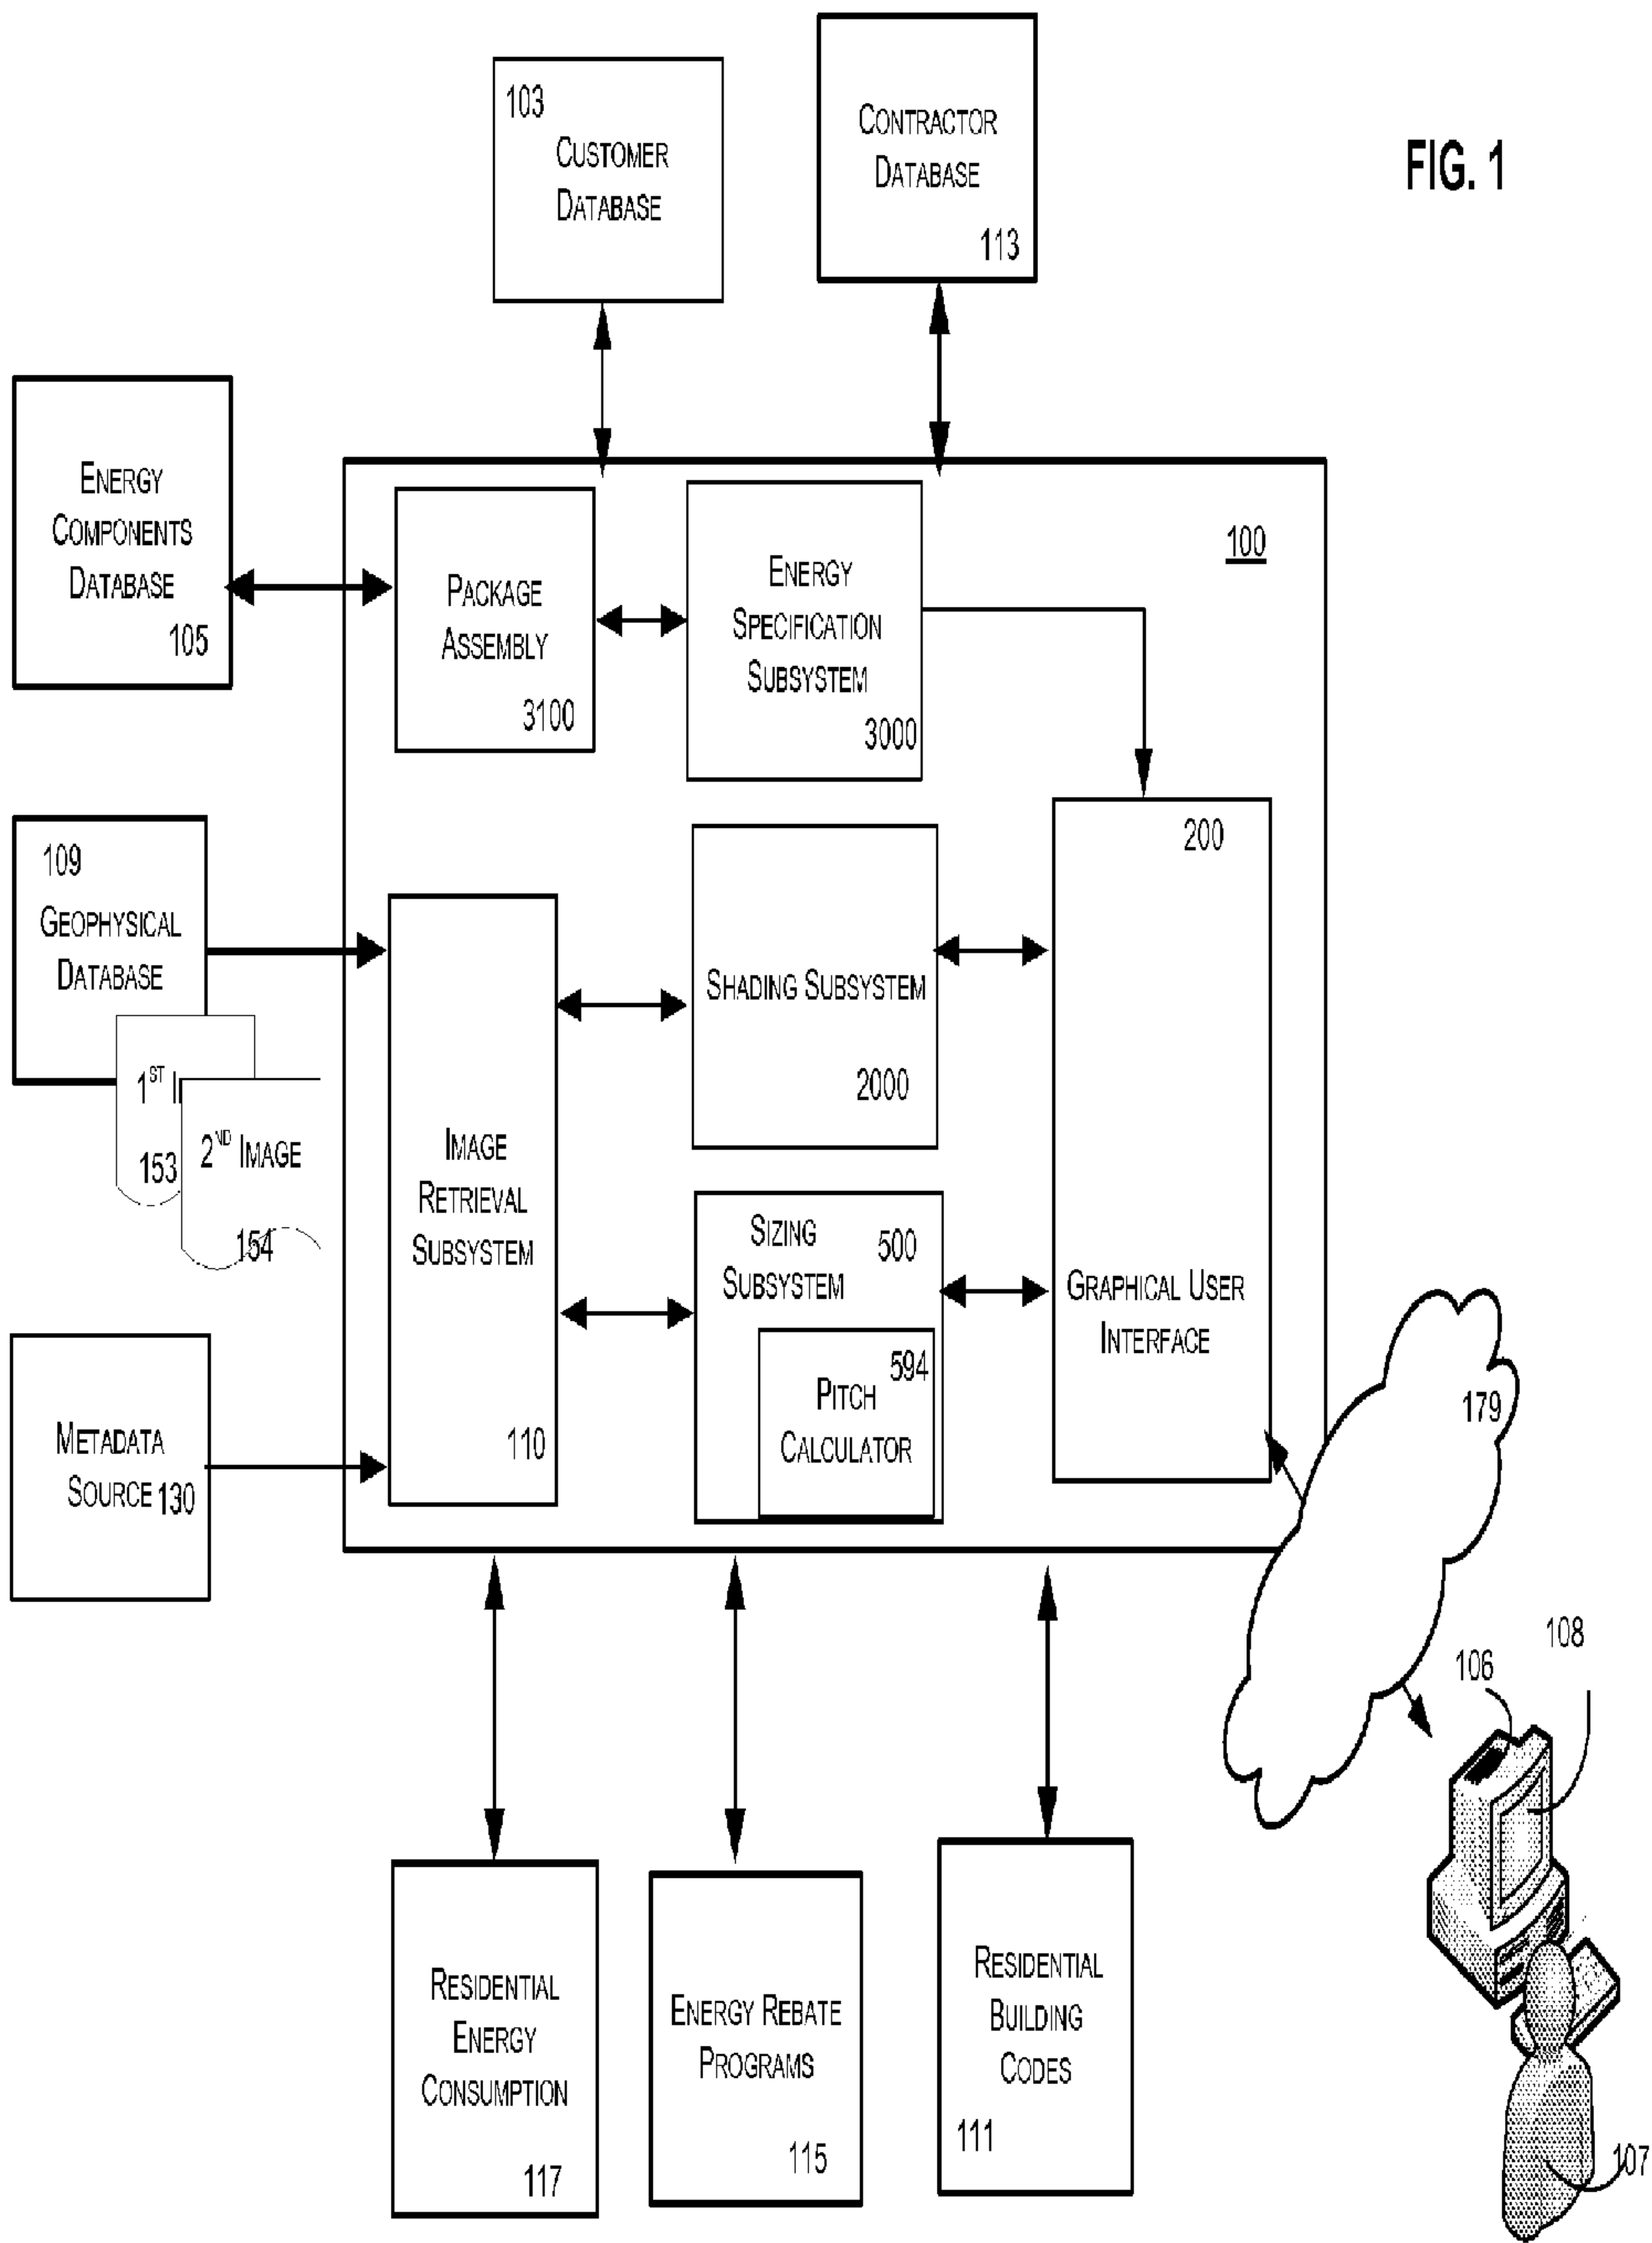 FIG. 1
103
CUSTOMER
DATABASE
CONTRACTOR
DATABASE
113
ENERGY
COMPONENTS
DATABASE
105
100
PACKAGE
ASSEMBLY
3100
ENERGY
SPECIFICATION
SUBSYSTEM
3000
109
GEOPHYSICAL
DATABASE
1ST I
153
2ND IMAGE
154
METADATA
SOURCE 130
IMAGE
RETRIEVAL
SUBSYSTEM
110
SHADING SUBSYSTEM
2000
SIZING
SUBSYSTEM
500
594
PITCH
CALCULATOR
200
GRAPHICAL USER
INTERFACE
179
108
106
107
RESIDENTIAL
ENERGY
CONSUMPTION
117
ENERGY REBATE
PROGRAMS
115
RESIDENTIAL
BUILDING
CODES
111